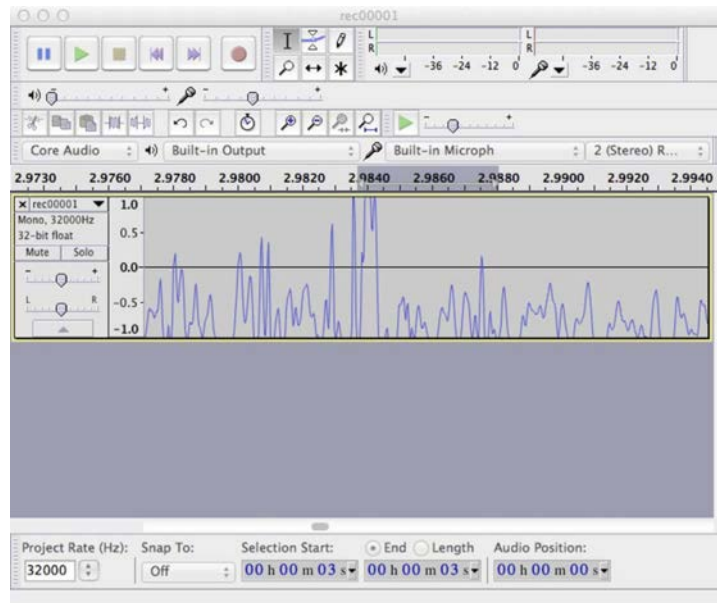 rec00001
L
R
-36 -24 -12 0
L
R
-36 -24 -12 0
- +
- +
- +
Core Audio
Built-in Output
Built-in Microph
2 (Stereo) R...
2.9730 2.9760 2.9780 2.9800 2.9820 2.9840 2.9860 2.9880 2.9900 2.9920 2.9940
x rec00001
Mono, 32000Hz
32-bit float
Mute Solo
- +
L R
1.0
0.5-
0.0-
-0.5-
-1.0
Project Rate (Hz): Snap To: Selection Start: End Length Audio Position:
32000 Off 00 h 00 m 03 s 00 h 00 m 03 s 00 h 00 m 00 s